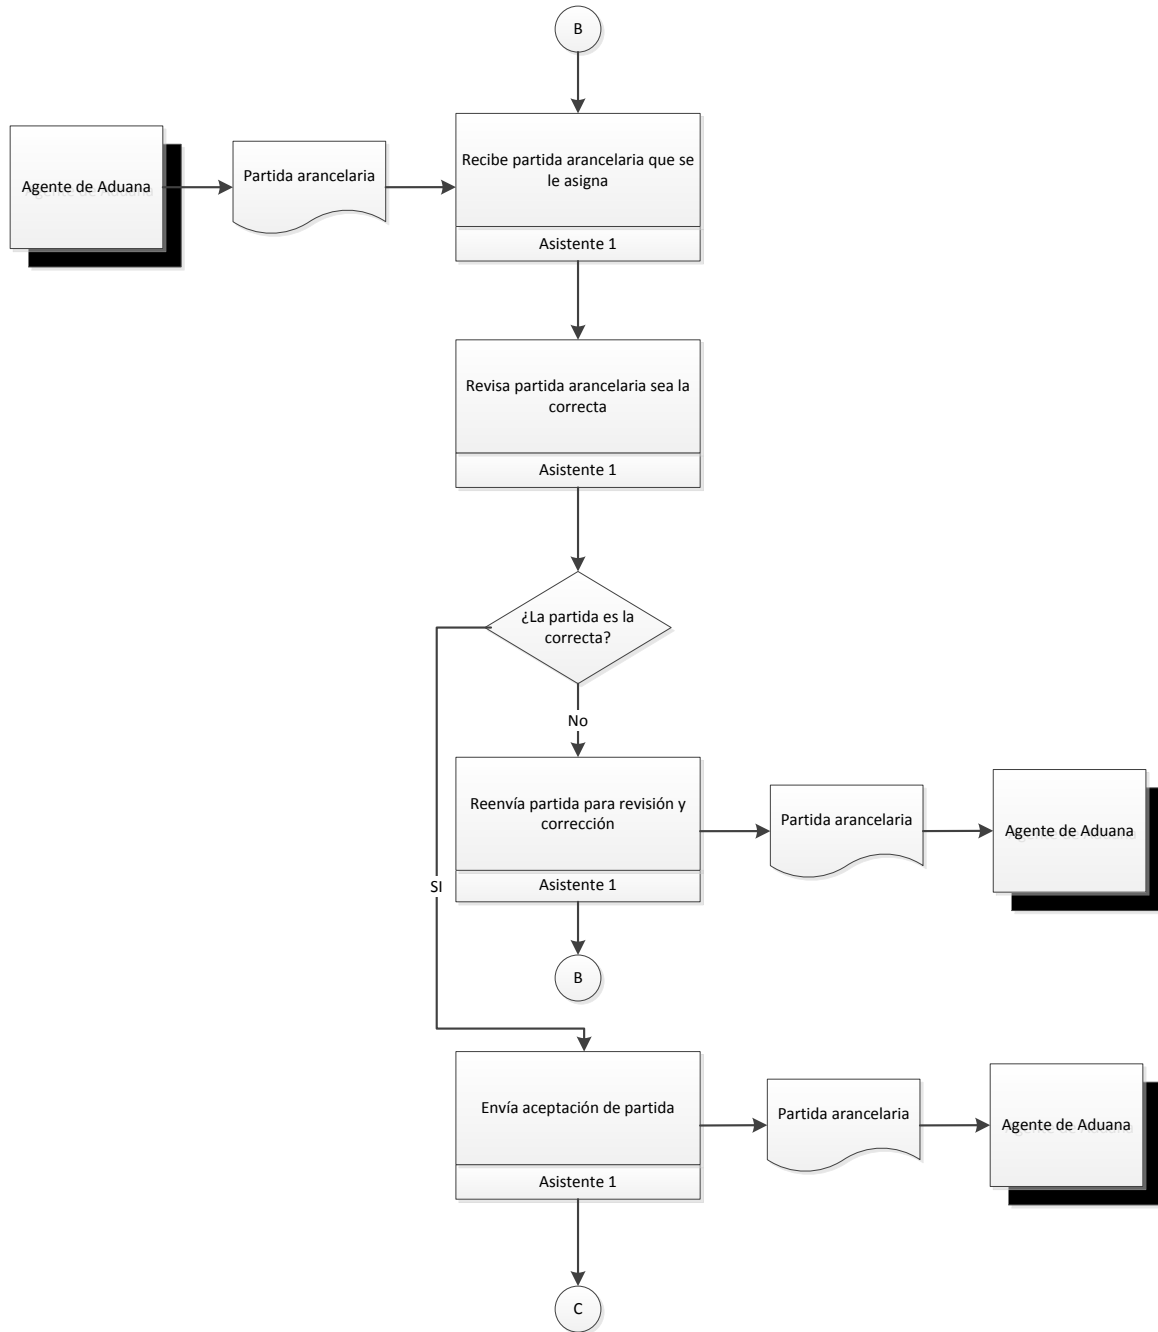 B
Agente de Aduana
Partida arancelaria
Recibe partida arancelaria que se
le asigna
Asistente 1
Revisa partida arancelaria sea la
correcta
Asistente 1
¿La partida es la
correcta?
No
Reenvía partida para revisión y
corrección
Asistente 1
Partida arancelaria
Agente de Aduana
SI
B
Envía aceptación de partida
Asistente 1
Partida arancelaria
Agente de Aduana
C